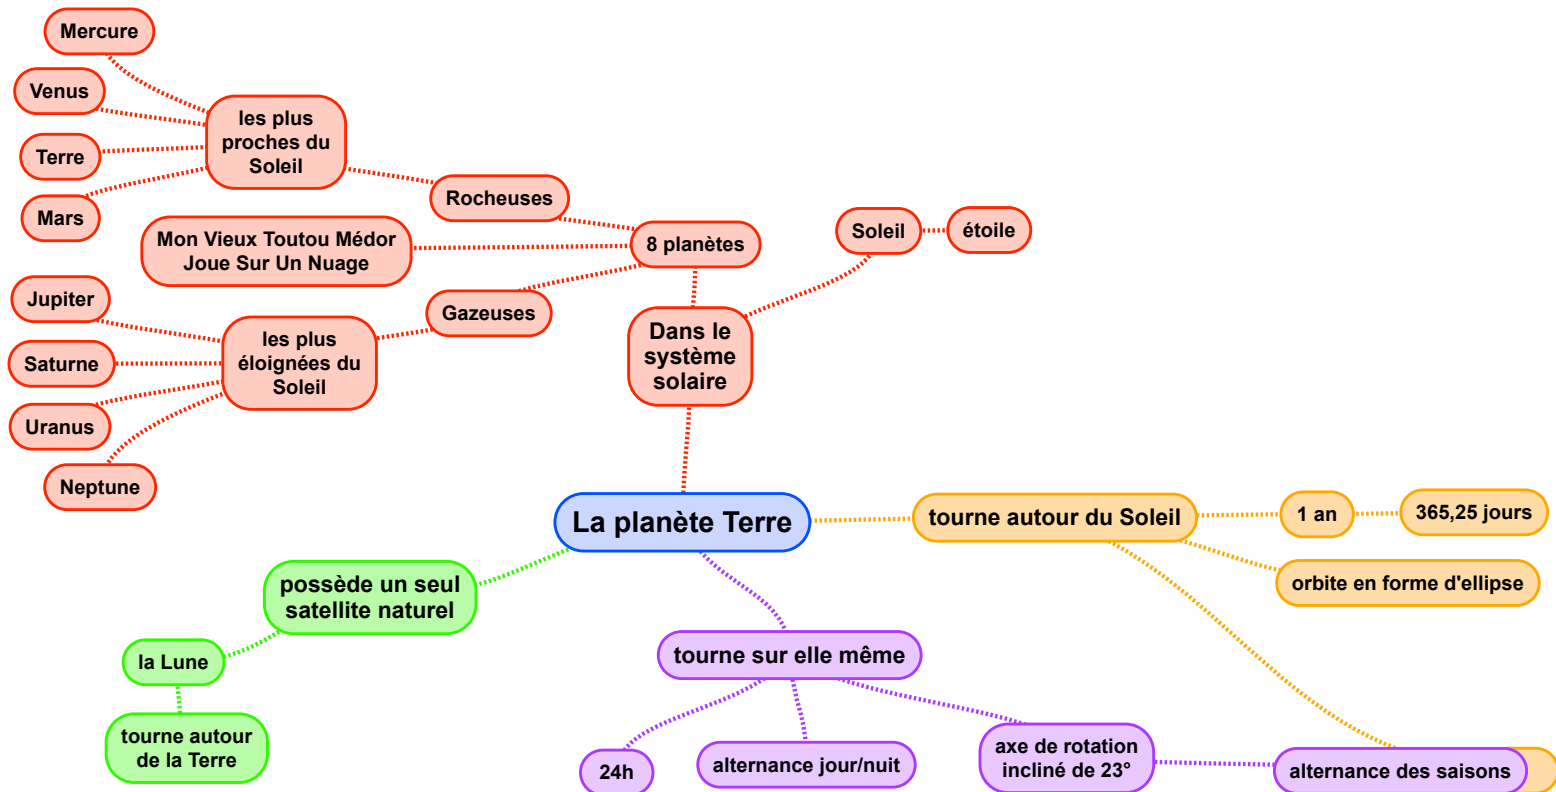 Mercure
Venus
Terre
Mars
les plus
proches du
Soleil
Rocheuses
Mon Vieux Toutou Médor
Joue Sur Un Nuage
8 planètes
Soleil
étoile
Jupiter
Saturne
Uranus
Neptune
les plus
éloignées du
Soleil
Gazeuses
Dans le
système
solaire
La planète Terre
tourne autour du Soleil
1 an
365,25 jours
orbite en forme d'ellipse
possède un seul
satellite naturel
la Lune
tourne autour
de la Terre
tourne sur elle même
24h
alternance jour/nuit
axe de rotation
incliné de 23°
alternance des saisons